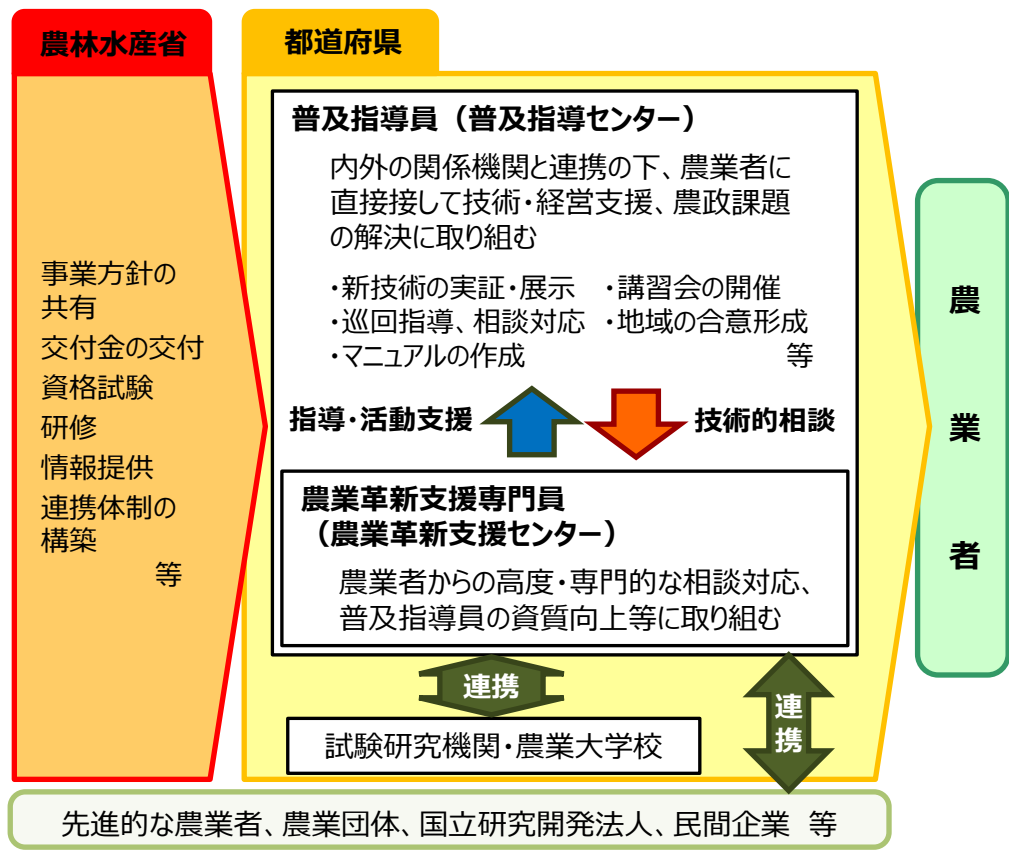 農林水産省
事業方針の
共有
交付金の交付
資格試験
研修
情報提供
連携体制の
構築
等
都道府県
普及指導員（普及指導センター）
内外の関係機関と連携の下、農業者に
直接接して技術・経営支援、農政課題
の解決に取り組む
・新技術の実証・展示　・講習会の開催
・巡回指導、相談対応　・地域の合意形成
・マニュアルの作成　等
指導・活動支援
技術的相談
農業革新支援専門員
（農業革新支援センター）
農業者からの高度・専門的な相談対応、
普及指導員の資質向上等に取り組む
連携
試験研究機関・農業大学校
連
携
農
業
者
先進的な農業者、農業団体、国立研究開発法人、民間企業　等